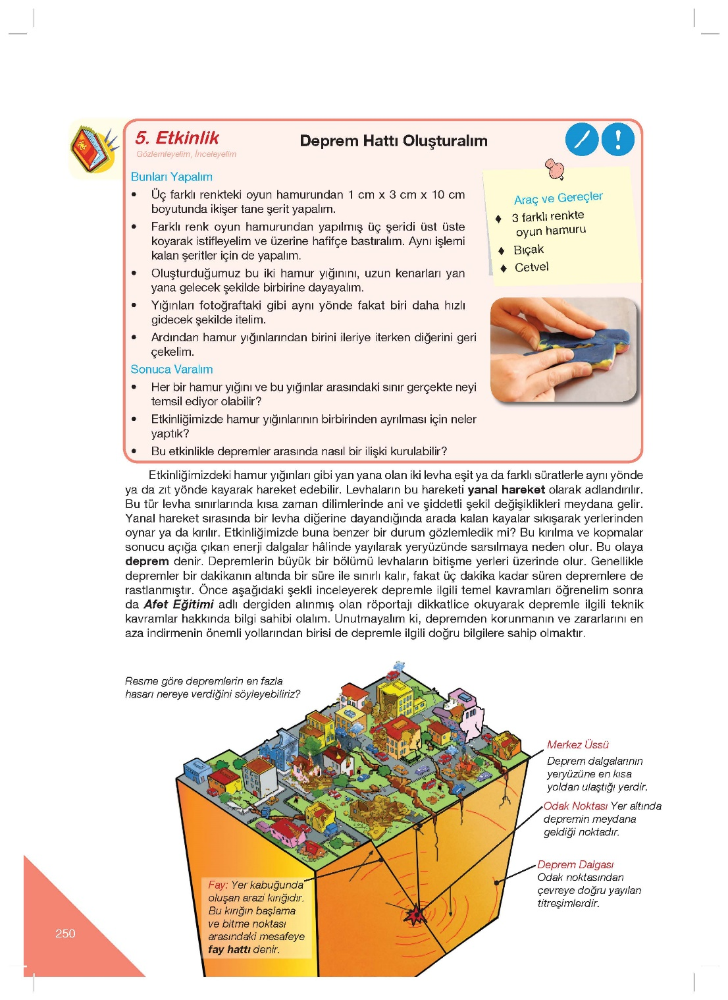 5. Etkinlik
Gözlemleyelim, İnceleyelim
Deprem Hattı Oluşturalım
Bunları Yapalım
• Üç farklı renkteki oyun hamurundan 1 cm x 3 cm x 10 cm
boyutunda ikişer tane şerit yapalım.
• Farklı renk oyun hamurundan yapılmış üç şeridi üst üste
koyarak istifleyelim ve üzerine hafifçe bastıralım. Aynı işlemi
kalan şeritler için de yapalım.
• Oluşturduğumuz bu iki hamur yığınını, uzun kenarları yan
yana gelecek şekilde birbirine dayayalım.
• Yığınları fotoğraftaki gibi aynı yönde fakat biri daha hızlı
gidecek şekilde itelim.
• Ardından hamur yığınlarından birini ileriye iterken diğerini geri
çekelim.
Sonuca Varalım
• Her bir hamur yığını ve bu yığınlar arasındaki sınır gerçekte neyi
temsil ediyor olabilir?
• Etkinliğimizde hamur yığınlarının birbirinden ayrılması için neler
yaptık?
• Bu etkinlikle depremler arasında nasıl bir ilişki kurulabilir?
Araç ve Gereçler
♦ 3 farklı renkte
oyun hamuru
♦ Bıçak
♦ Cetvel
Etkinliğimizdeki hamur yığınları gibi yan yana olan iki levha eşit ya da farklı süratlerle aynı yönde
ya da zıt yönde kayarak hareket edebilir. Levhaların bu hareketi yanal hareket olarak adlandırılır.
Bu tür levha sınırlarında kısa zaman dilimlerinde ani ve şiddetli şekil değişiklikleri meydana gelir.
Yanal hareket sırasında bir levha diğerine dayandığında arada kalan kayalar sıkışarak yerlerinden
oynar ya da kırılır. Etkinliğimizde buna benzer bir durum gözlemledik mi? Bu kırılma ve kopmalar
sonucu açığa çıkan enerji dalgalar hâlinde yayılarak yeryüzünde sarsılmaya neden olur. Bu olaya
deprem denir. Depremlerin büyük bir bölümü levhaların bitişme yerleri üzerinde olur. Genellikle
depremler bir dakikanın altında bir süre ile sınırlı kalır, fakat üç dakika kadar süren depremlere de
rastlanmıştır. Önce aşağıdaki şekli inceleyerek depremle ilgili temel kavramları öğrenelim sonra
da Afet Eğitimi adlı dergiden alınmış olan röportajı dikkatlice okuyarak depremle ilgili teknik
kavramlar hakkında bilgi sahibi olalım. Unutmayalım ki, depremden korunmanın ve zararlarını en
aza indirmenin önemli yollarından birisi de depremle ilgili doğru bilgilere sahip olmaktır.
Resme göre depremlerin en fazla
hasarı nereye verdiğini söyleyebiliriz?
Merkez Üssü
Deprem dalgalarının
yeryüzüne en kısa
yoldan ulaştığı yerdir.
Odak Noktası Yer altında
depremin meydana
geldiği noktadır.
Deprem Dalgası
Odak noktasından
çevreye doğru yayılan
titreşimlerdir.
Fay: Yer kabuğunda
oluşan arazi kırığıdır.
Bu kırığın başlama
ve bitme noktası
arasındaki mesafeye
fay hattı denir.
250